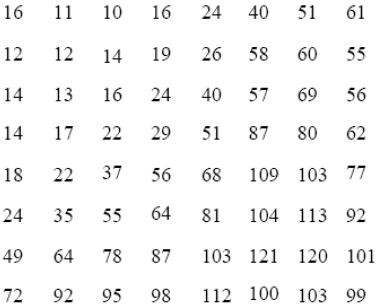 16 11 10 16 24 40 51 61
12 12 14 19 26 58 60 55
14 13 16 24 40 57 69 56
14 17 22 29 51 87 80 62
18 22 37 56 68 109 103 77
24 35 55 64 81 104 113 92
49 64 78 87 103 121 120 101
72 92 95 98 112 100 103 99